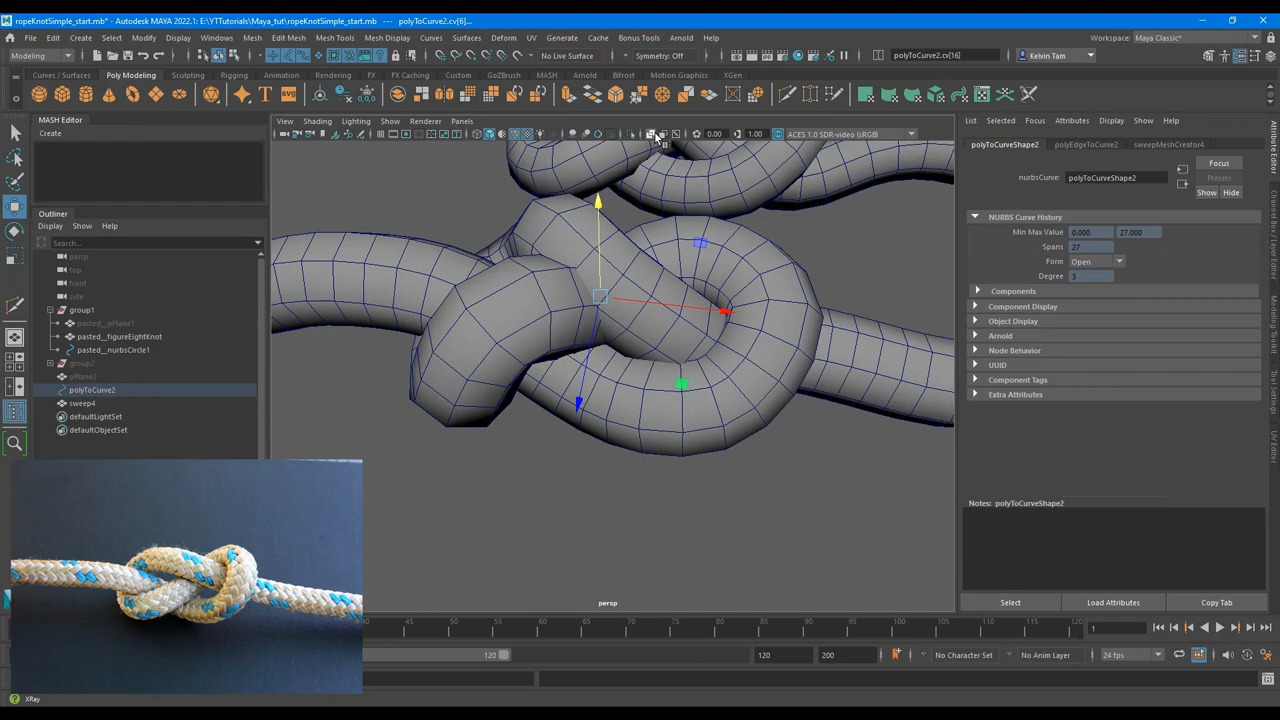 ropeKnotSimple_start.mb* - Autodesk MAYA 2022.1: E:\YTTutorials\Maya_tut\ropeKnotSimple_start.mb --- polyToCurve2.cv[6]...
File Edit Create Select Modify Display Windows Mesh Edit Mesh Mesh Tools Mesh Display Curves Surfaces Deform UV Generate Cache Bonus Tools Arnold Help
Workspace: Maya Classic*
Modeling
No Live Surface
Symmetry: Off
polyToCurve2.cv[16]
Kelvin Tam
Curves / Surfaces Poly Modeling Sculpting Rigging Animation Rendering FX FX Caching Custom GoZBrush MASH Arnold Bifrost Motion Graphics XGen
MASH Editor
Create
View Shading Lighting Show Renderer Panels
0.00 1.00 ACES 1.0 SDR-video (sRGB)
Outliner
Display Show Help
Search...
persp
top
front
side
group1
pasted__pPlane1
pasted__figureEightKnot
pasted__nurbsCircle1
group2
pPlane2
polyToCurve2
sweep4
defaultLightSet
defaultObjectSet
persp
List Selected Focus Attributes Display Show Help
polyToCurveShape2 polyEdgeToCurve2 sweepMeshCreator4
Focus
nurbsCurve: polyToCurveShape2
Presets
Show Hide
NURBS Curve History
Min Max Value 0.000 27.000
Spans 27
Form Open
Degree 3
Components
Component Display
Object Display
Arnold
Node Behavior
UUID
Component Tags
Extra Attributes
Notes: polyToCurveShape2
Select Load Attributes Copy Tab
Attribute Editor
Modeling Toolkit
UV Editor
45 50 55 60 65 70 75 80 85 90 95 100 105 110 115 120
1
120 120 200 No Character Set No Anim Layer 24 fps
XRay